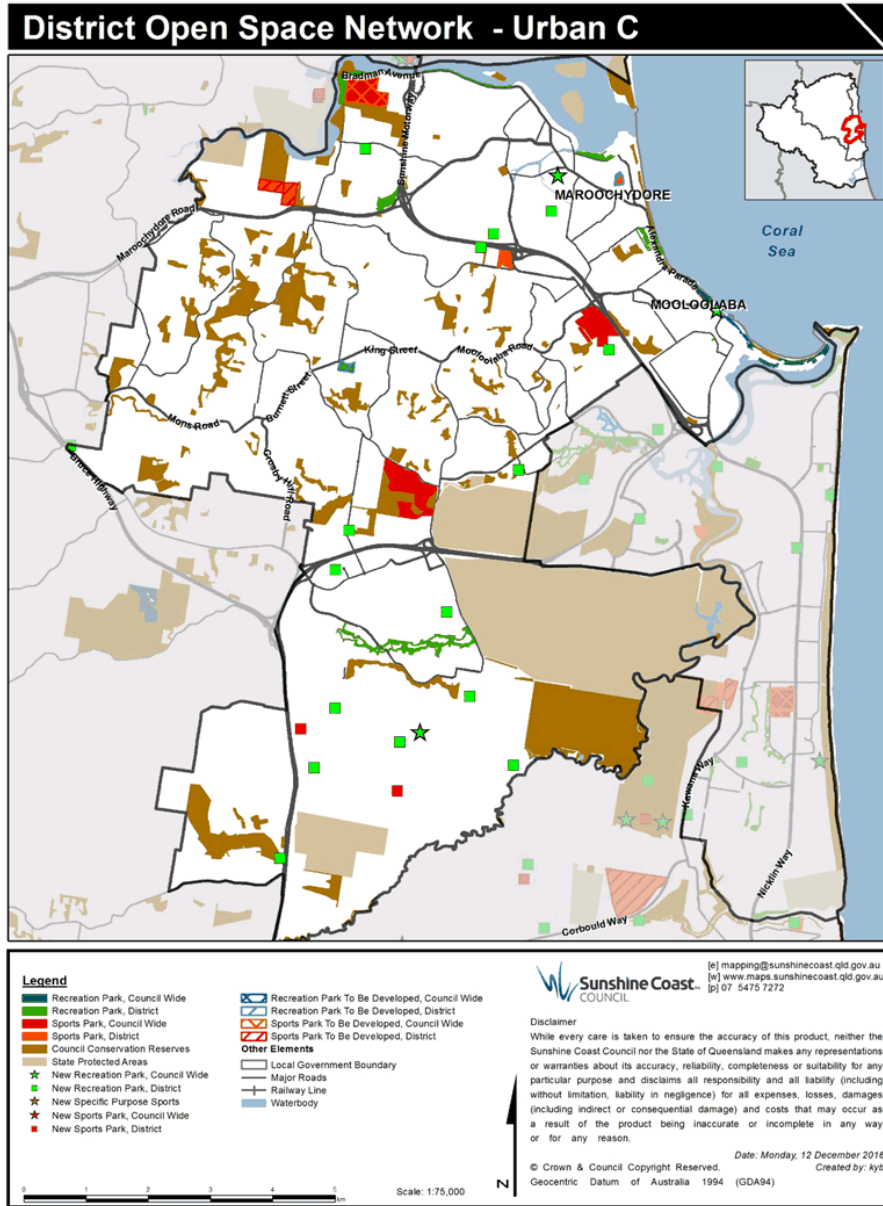 District Open Space Network - Urban C
Bradman Avenue
Sunshine Motorway
MAROOCHYDORE
Maroochydore Road
Alexandra Parade
Coral
Sea
MOOLOOLABA
King Street
Mooloolaba Road
Burnett Street
Mons Road
Crosby Hill Road
Bruce Highway
Kawana Way
Nicklin Way
Corbould Way
Legend
Recreation Park, Council Wide
Recreation Park, District
Sports Park, Council Wide
Sports Park, District
Council Conservation Reserves
State Protected Areas
New Recreation Park, Council Wide
New Recreation Park, District
New Specific Purpose Sports
New Sports Park, Council Wide
New Sports Park, District
Recreation Park To Be Developed, Council Wide
Recreation Park To Be Developed, District
Sports Park To Be Developed, Council Wide
Sports Park To Be Developed, District
Other Elements
Local Government Boundary
Major Roads
Railway Line
Waterbody
0 1 2 3 4 5
km
Scale: 1:75,000
N
Sunshine Coast™
COUNCIL
[e] mapping@sunshinecoast.qld.gov.au
[w] www.maps.sunshinecoast.qld.gov.au
[p] 07 5475 7272
Disclaimer
While every care is taken to ensure the accuracy of this product, neither the
Sunshine Coast Council nor the State of Queensland makes any representations
or warranties about its accuracy, reliability, completeness or suitability for any
particular purpose and disclaims all responsibility and all liability (including
without limitation, liability in negligence) for all expenses, losses, damages
(including indirect or consequential damage) and costs that may occur as
a result of the product being inaccurate or incomplete in any way
or for any reason.
Date: Monday, 12 December 2016
© Crown & Council Copyright Reserved.
Created by: kyb
Geocentric Datum of Australia 1994 (GDA94)